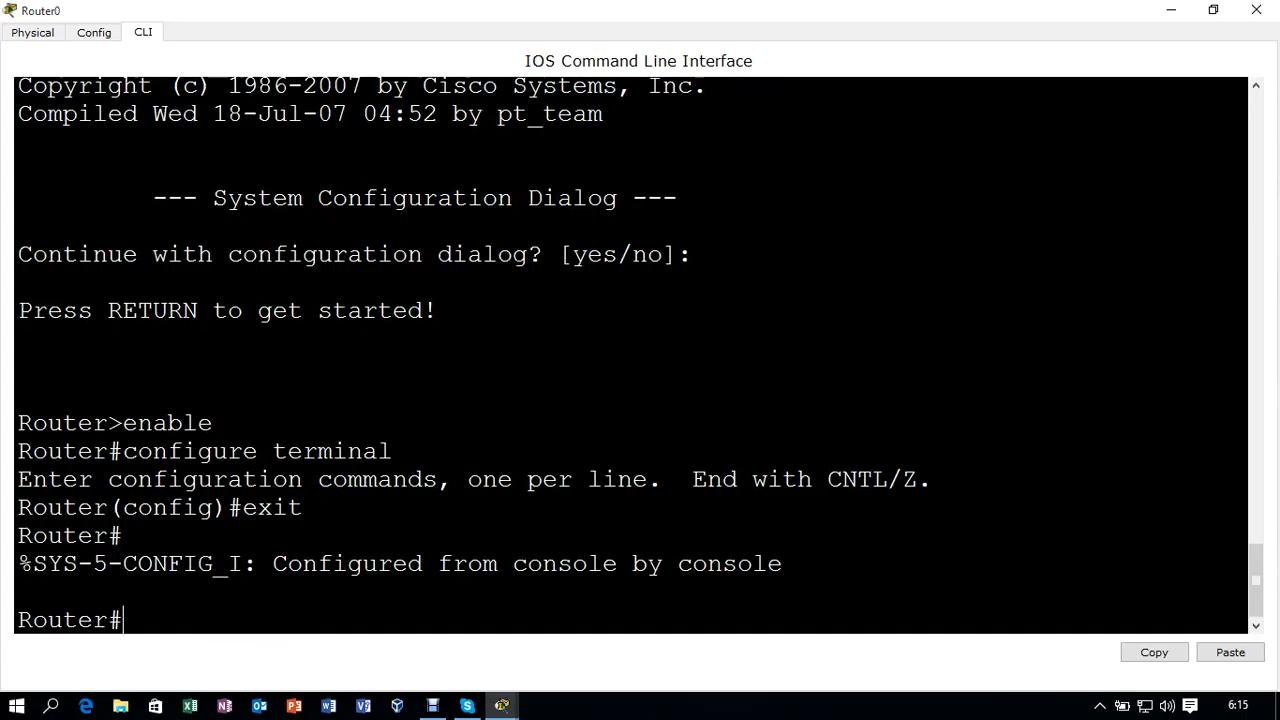 Router0
Physical Config CLI
IOS Command Line Interface
Copyright (c) 1986-2007 by Cisco Systems, Inc.
Compiled Wed 18-Jul-07 04:52 by pt_team
--- System Configuration Dialog ---
Continue with configuration dialog? [yes/no]:
Press RETURN to get started!
Router>enable
Router#configure terminal
Enter configuration commands, one per line.  End with CNTL/Z.
Router(config)#exit
Router#
%SYS-5-CONFIG_I: Configured from console by console
Router#
Copy Paste
6:15